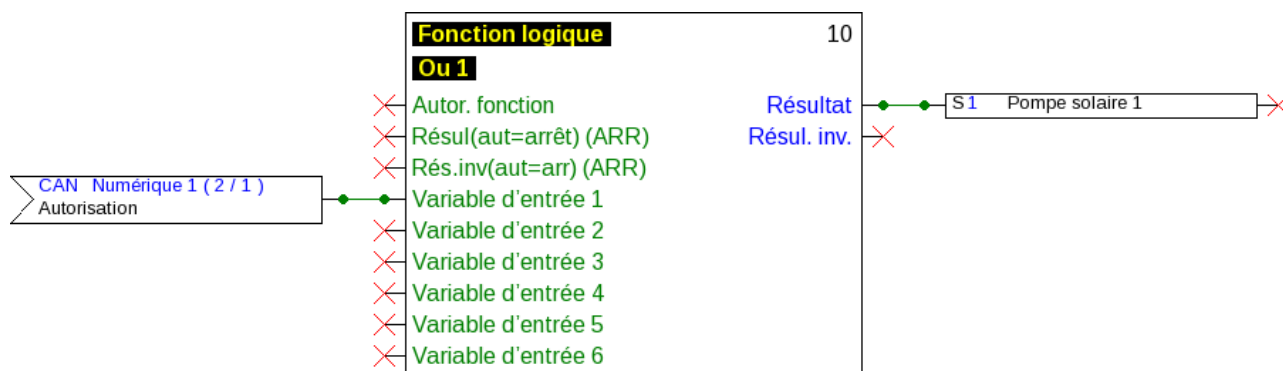 Fonction logique 10
Ou 1
Autor. fonction Résultat S1 Pompe solaire 1
Résul(aut=arrêt) (ARR) Résul. inv.
Rés.inv(aut=arr) (ARR)
CAN Numérique 1 ( 2 / 1 )
Autorisation
Variable d’entrée 1
Variable d’entrée 2
Variable d’entrée 3
Variable d’entrée 4
Variable d’entrée 5
Variable d’entrée 6